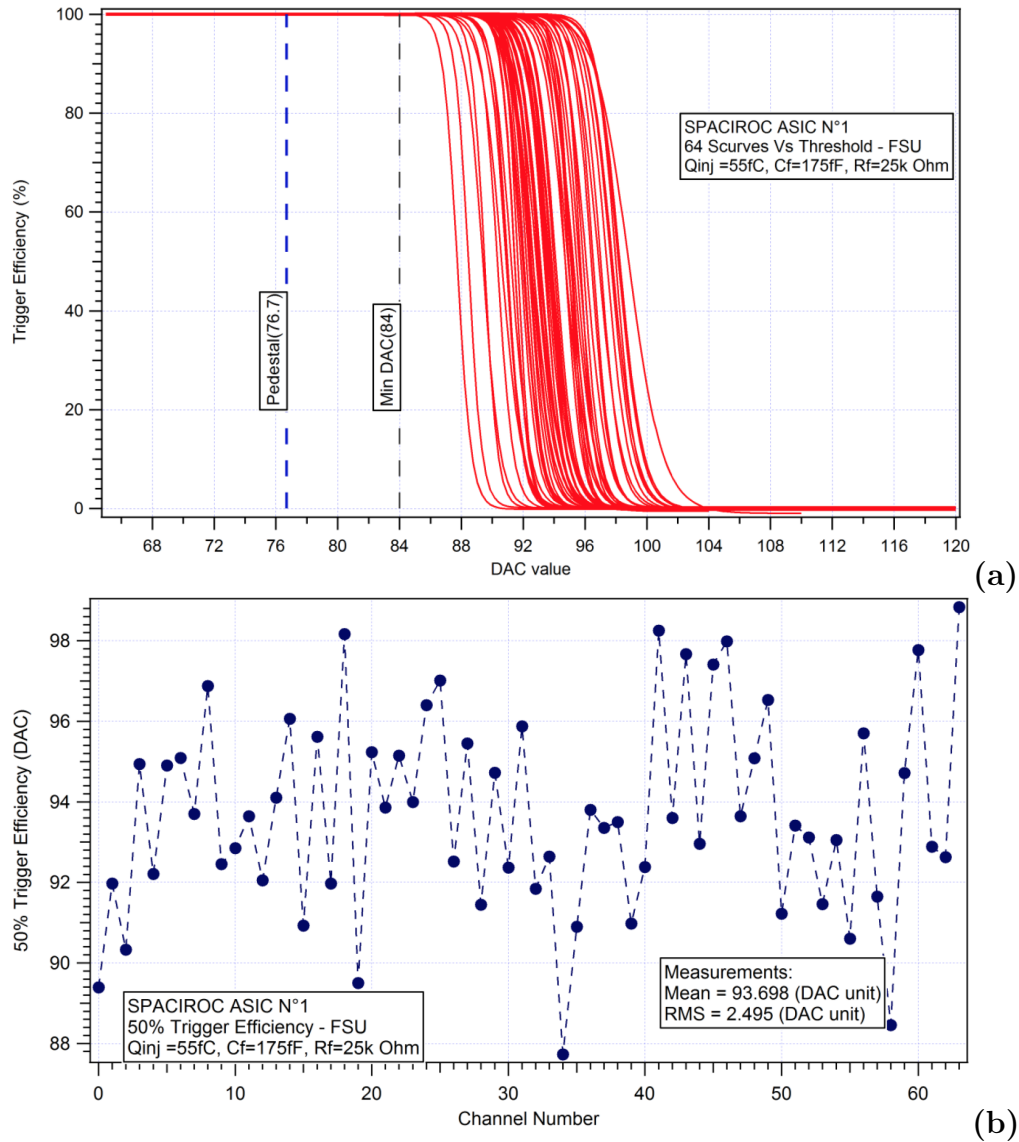 100
80
60
40
20
0
Trigger Efficiency (%)
Pedestal(76.7)
Min DAC(84)
SPACIROC ASIC N°1
64 Scurves Vs Threshold - FSU
Qinj =55fC, Cf=175fF, Rf=25k Ohm
68 72 76 80 84 88 92 96 100 104 108 112 116 120
DAC value
(a)
98
96
94
92
90
88
50% Trigger Efficiency (DAC)
Measurements:
Mean = 93.698 (DAC unit)
RMS = 2.495 (DAC unit)
SPACIROC ASIC N°1
50% Trigger Efficiency - FSU
Qinj =55fC, Cf=175fF, Rf=25k Ohm
0 10 20 30 40 50 60
Channel Number
(b)